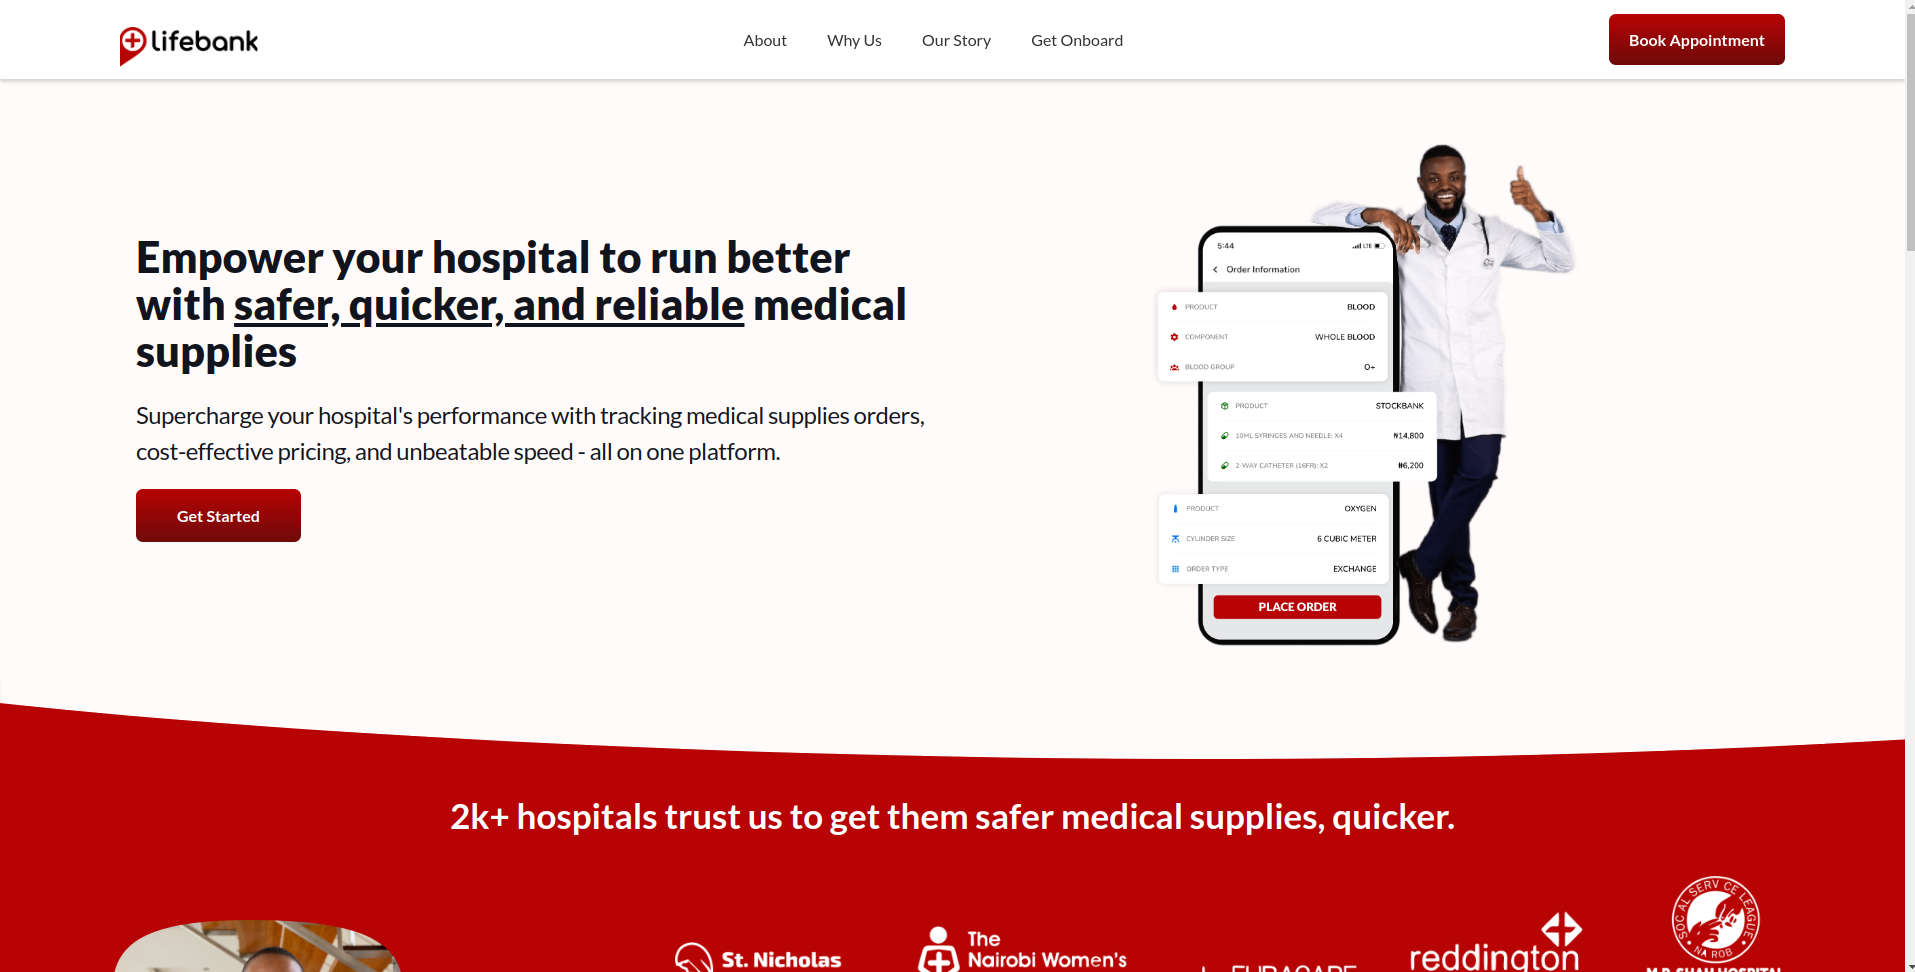 lifebank
About
Why Us
Our Story
Get Onboard
Book Appointment
Empower your hospital to run better
with safer, quicker, and reliable medical
supplies
Supercharge your hospital's performance with tracking medical supplies orders,
cost-effective pricing, and unbeatable speed - all on one platform.
Get Started
5:44
LTE
Order Information
PRODUCT BLOOD
COMPONENT WHOLE BLOOD
BLOOD GROUP O+
PRODUCT STOCKBANK
10ML SYRINGES AND NEEDLE: X4 ₦14,800
2-WAY CATHETER (16FR): X2 ₦6,200
PRODUCT OXYGEN
CYLINDER SIZE 6 CUBIC METER
ORDER TYPE EXCHANGE
PLACE ORDER
2k+ hospitals trust us to get them safer medical supplies, quicker.
St. Nicholas
The
Nairobi Women's
EURACARE
reddington
SOCIAL SERVICE LEAGUE
NAIROBI
M.P. SHAH HOSPITAL